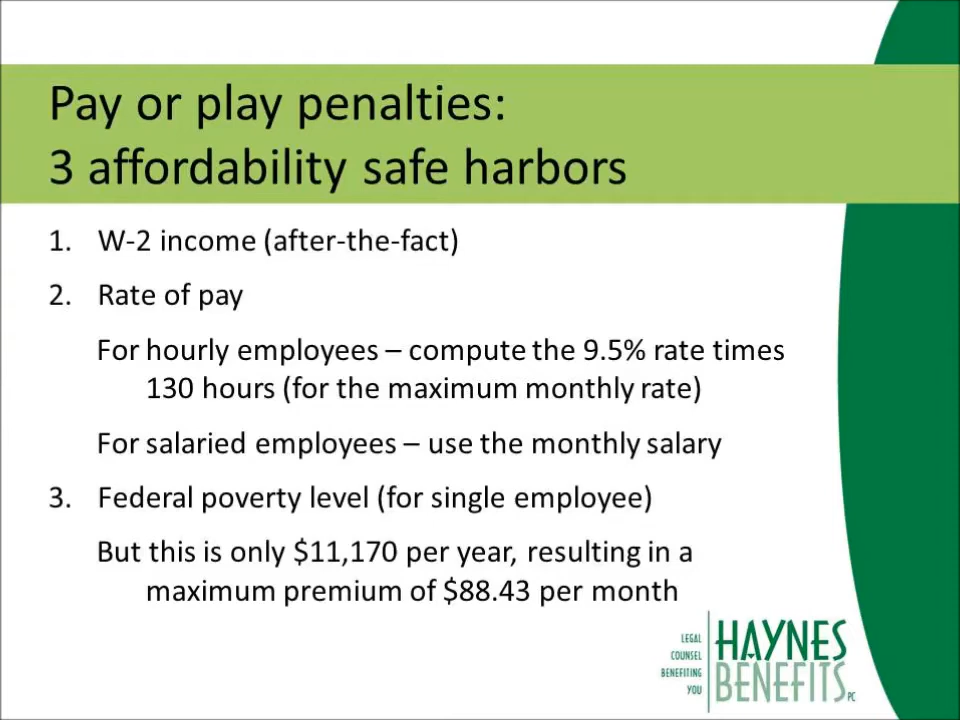 Pay or play penalties:
3 affordability safe harbors
1. W-2 income (after-the-fact)
2. Rate of pay
For hourly employees – compute the 9.5% rate times
130 hours (for the maximum monthly rate)
For salaried employees – use the monthly salary
3. Federal poverty level (for single employee)
But this is only $11,170 per year, resulting in a
maximum premium of $88.43 per month
LEGAL
COUNSEL
BENEFITING
YOU
HAYNES
BENEFITS PC